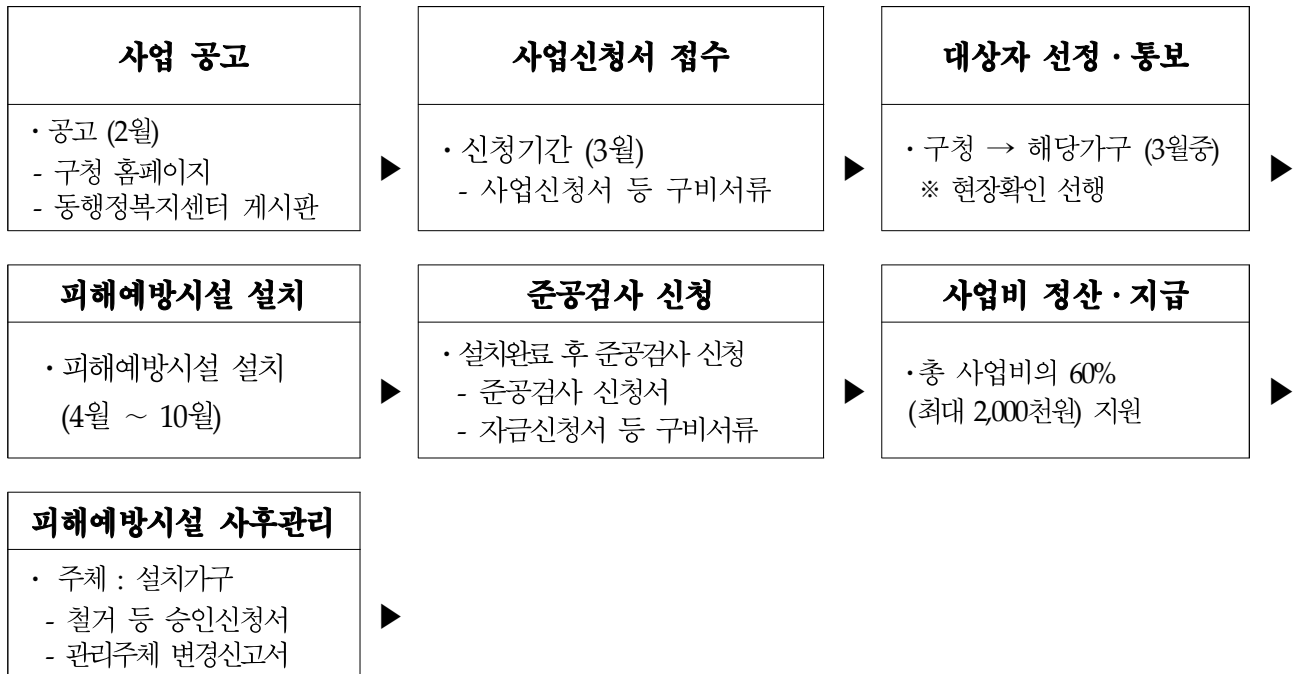 사업 공고
· 공고 (2월)
- 구청 홈페이지
- 동행정복지센터 게시판
▶
사업신청서 접수
· 신청기간 (3월)
- 사업신청서 등 구비서류
▶
대상자 선정 · 통보
· 구청 → 해당가구 (3월중)
※ 현장확인 선행
▶
피해예방시설 설치
· 피해예방시설 설치
(4월 ~ 10월)
▶
준공검사 신청
· 설치완료 후 준공검사 신청
- 준공검사 신청서
- 자금신청서 등 구비서류
▶
사업비 정산 · 지급
· 총 사업비의 60%
(최대 2,000천원) 지원
▶
피해예방시설 사후관리
· 주체 : 설치가구
- 철거 등 승인신청서
- 관리주체 변경신고서
▶